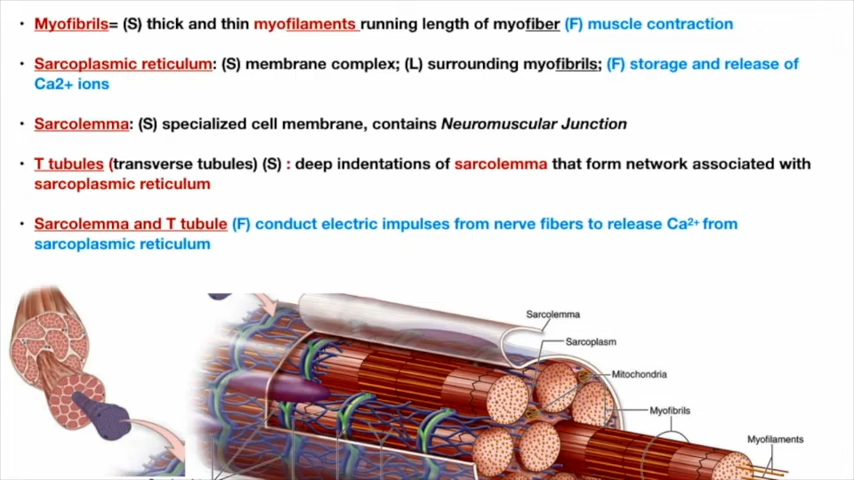 • Myofibrils= (S) thick and thin myofilaments running length of myofiber (F) muscle contraction
• Sarcoplasmic reticulum: (S) membrane complex; (L) surrounding myofibrils; (F) storage and release of
Ca2+ ions
• Sarcolemma: (S) specialized cell membrane, contains Neuromuscular Junction
• T tubules (transverse tubules) (S) : deep indentations of sarcolemma that form network associated with
sarcoplasmic reticulum
• Sarcolemma and T tubule (F) conduct electric impulses from nerve fibers to release Ca²⁺ from
sarcoplasmic reticulum
Sarcolemma
Sarcoplasm
Mitochondria
Myofibrils
Myofilaments